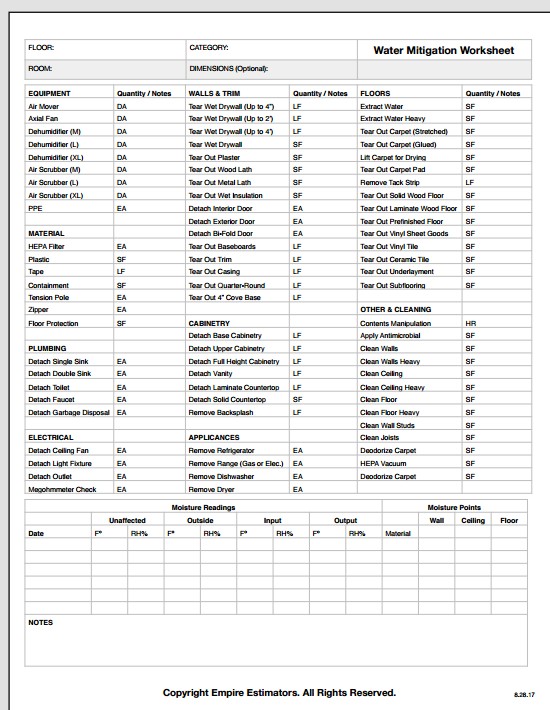 FLOOR: CATEGORY: Water Mitigation Worksheet
ROOM: DIMENSIONS (Optional):
EQUIPMENT Quantity / Notes WALLS & TRIM Quantity / Notes FLOORS Quantity / Notes
Air Mover DA Tear Wet Drywall (Up to 4") LF Extract Water SF
Axial Fan DA Tear Wet Drywall (Up to 2') LF Extract Water Heavy SF
Dehumidifier (M) DA Tear Wet Drywall (Up to 4') LF Tear Out Carpet (Stretched) SF
Dehumidifier (L) DA Tear Wet Drywall SF Tear Out Carpet (Glued) SF
Dehumidifier (XL) DA Tear Out Plaster SF Lift Carpet for Drying SF
Air Scrubber (M) DA Tear Out Wood Lath SF Tear Out Carpet Pad SF
Air Scrubber (L) DA Tear Out Metal Lath SF Remove Tack Strip LF
Air Scrubber (XL) DA Tear Out Wet Insulation SF Tear Out Solid Wood Floor SF
PPE EA Detach Interior Door EA Tear Out Laminate Wood Floor SF
Detach Exterior Door EA Tear Out Prefinished Floor SF
MATERIAL Detach Bi-Fold Door EA Tear Out Vinyl Sheet Goods SF
HEPA Filter EA Tear Out Baseboards LF Tear Out Vinyl Tile SF
Plastic SF Tear Out Trim LF Tear Out Ceramic Tile SF
Tape LF Tear Out Casing LF Tear Out Underlayment SF
Containment SF Tear Out Quarter-Round LF Tear Out Subflooring SF
Tension Pole EA Tear Out 4" Cove Base LF
Zipper EA OTHER & CLEANING
Floor Protection SF CABINETRY Contents Manipulation HR
Detach Base Cabinetry LF Apply Antimicrobial SF
PLUMBING Detach Upper Cabinetry LF Clean Walls SF
Detach Single Sink EA Detach Full Height Cabinetry LF Clean Walls Heavy SF
Detach Double Sink EA Detach Vanity LF Clean Ceiling SF
Detach Toilet EA Detach Laminate Countertop LF Clean Ceiling Heavy SF
Detach Faucet EA Detach Solid Countertop SF Clean Floor SF
Detach Garbage Disposal EA Remove Backsplash LF Clean Floor Heavy SF
Clean Wall Studs SF
ELECTRICAL APPLICANCES Clean Joists SF
Detach Ceiling Fan EA Remove Refrigerator EA Deodorize Carpet SF
Detach Light Fixture EA Remove Range (Gas or Elec.) EA HEPA Vacuum SF
Detach Outlet EA Remove Dishwasher EA Deodorize Carpet SF
Megohmmeter Check EA Remove Dryer EA
Moisture Readings Moisture Points
Unaffected Outside Input Output Wall Ceiling Floor
Date F° RH% F° RH% F° RH% F° RH% Material
NOTES
Copyright Empire Estimators. All Rights Reserved. 8.28.17